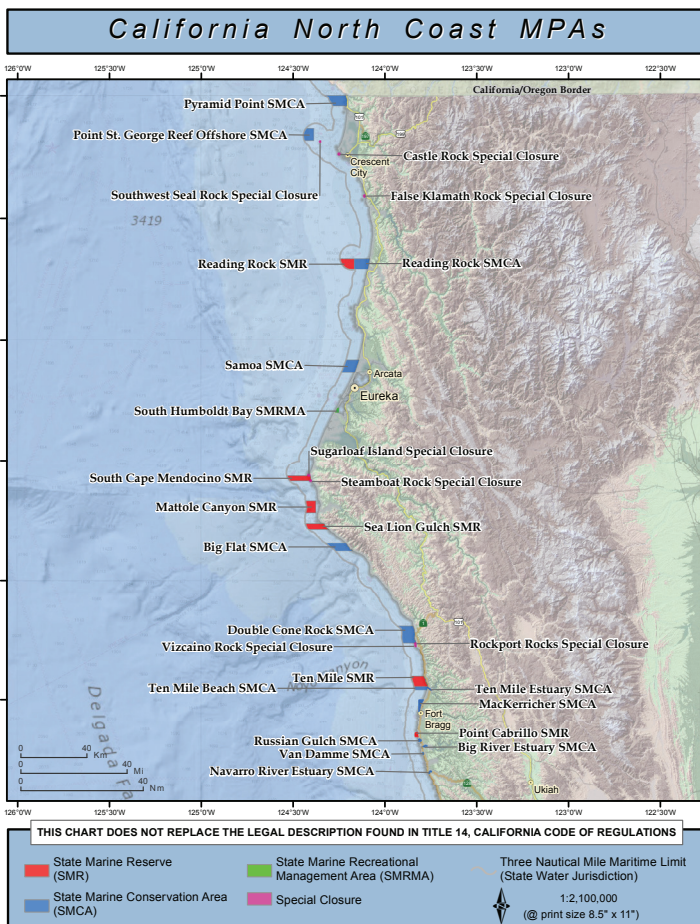 California North Coast MPAs
126°0'W 125°30'W 125°0'W 124°30'W 124°0'W 123°30'W 123°0'W 122°30'W
California/Oregon Border
Pyramid Point SMCA
101
Point St. George Reef Offshore SMCA
199
Castle Rock Special Closure
Crescent
City
Southwest Seal Rock Special Closure
False Klamath Rock Special Closure
3419
Reading Rock SMR
Reading Rock SMCA
Samoa SMCA
Arcata
Eureka
South Humboldt Bay SMRMA
Sugarloaf Island Special Closure
South Cape Mendocino SMR
Steamboat Rock Special Closure
Mattole Canyon SMR
Sea Lion Gulch SMR
Big Flat SMCA
1
101
Double Cone Rock SMCA
Vizcaino Rock Special Closure
Rockport Rocks Special Closure
Noyo Canyon
Ten Mile SMR
Ten Mile Beach SMCA
Ten Mile Estuary SMCA
MacKerricher SMCA
Delgada Fa
Fort
Bragg
Point Cabrillo SMR
Russian Gulch SMCA
Big River Estuary SMCA
Van Damme SMCA
Navarro River Estuary SMCA
Ukiah
0 40
Km
0 40
Mi
0 40
Nm
126°0'W 125°30'W 125°0'W 124°30'W 124°0'W 123°30'W 123°0'W 122°30'W
THIS CHART DOES NOT REPLACE THE LEGAL DESCRIPTION FOUND IN TITLE 14, CALIFORNIA CODE OF REGULATIONS
State Marine Reserve
(SMR)
State Marine Conservation Area
(SMCA)
State Marine Recreational
Management Area (SMRMA)
Special Closure
Three Nautical Mile Maritime Limit
(State Water Jurisdiction)
1:2,100,000
(@ print size 8.5" x 11")